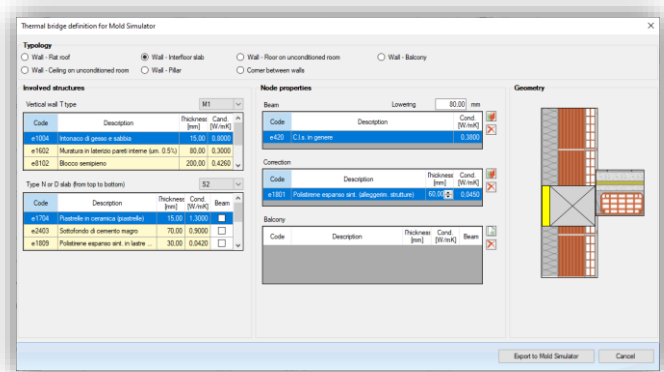 Thermal bridge definition for Mold Simulator
Typology
Wall - Flat roof
Wall - Interfloor slab
Wall - Floor on unconditioned room
Wall - Balcony
Wall - Ceiling on unconditioned room
Wall - Pillar
Corner between walls
Involved structures
Vertical wall T type M1
Code Description Thickness [mm] Cond. [W/mK]
e1004 Intonaco di gesso e sabbia 15,00 0,8000
e1602 Muratura in laterizio pareti interne (um. 0.5%) 80,00 0,3000
e8102 Blocco semipieno 200,00 0,4260
Type N or D slab (from top to bottom) S2
Code Description Thickness [mm] Cond. [W/mK] Beam
e1704 Piastrelle in ceramica (piastrelle) 15,00 1,3000
e2403 Sottofondo di cemento magro 70,00 0,9000
e1809 Polistirene espanso sint. in lastre ... 30,00 0,0420
Node properties
Beam Lowering 80,00 mm
Code Description Cond. [W/mK]
e420 C.l.s. in genere 0,3800
Correction
Code Description Thickness [mm] Cond. [W/mK]
e1801 Polistirene espanso sint. (alleggerim. strutture) 60,00 0,0450
Balcony
Code Description Thickness [mm] Cond. [W/mK]
Geometry
Export to Mold Simulator
Cancel